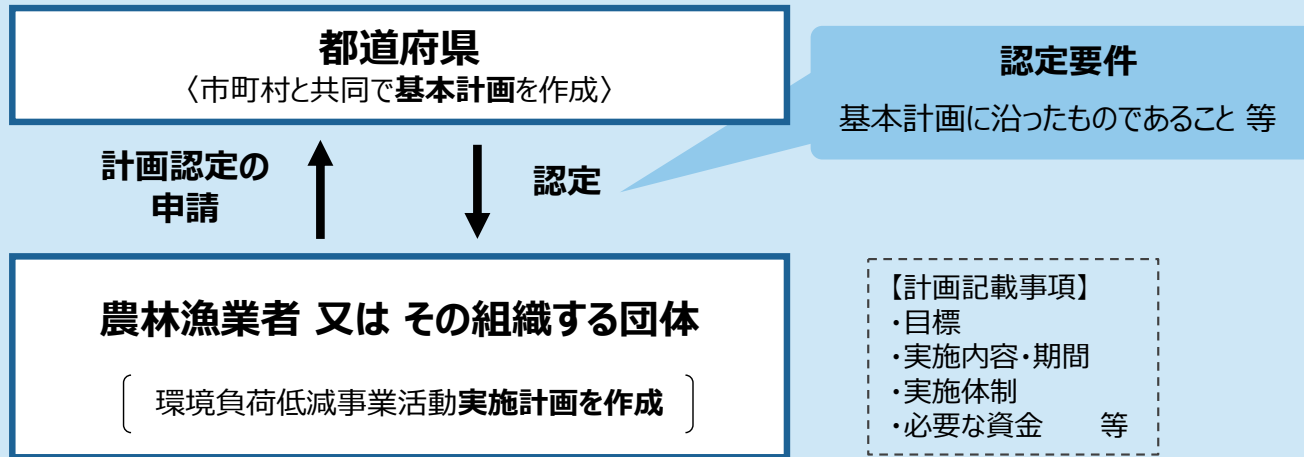 都道府県
〈市町村と共同で基本計画を作成〉
認定要件
基本計画に沿ったものであること 等
計画認定の
申請
認定
農林漁業者 又は その組織する団体
環境負荷低減事業活動実施計画を作成
【計画記載事項】
・目標
・実施内容・期間
・実施体制
・必要な資金　　等